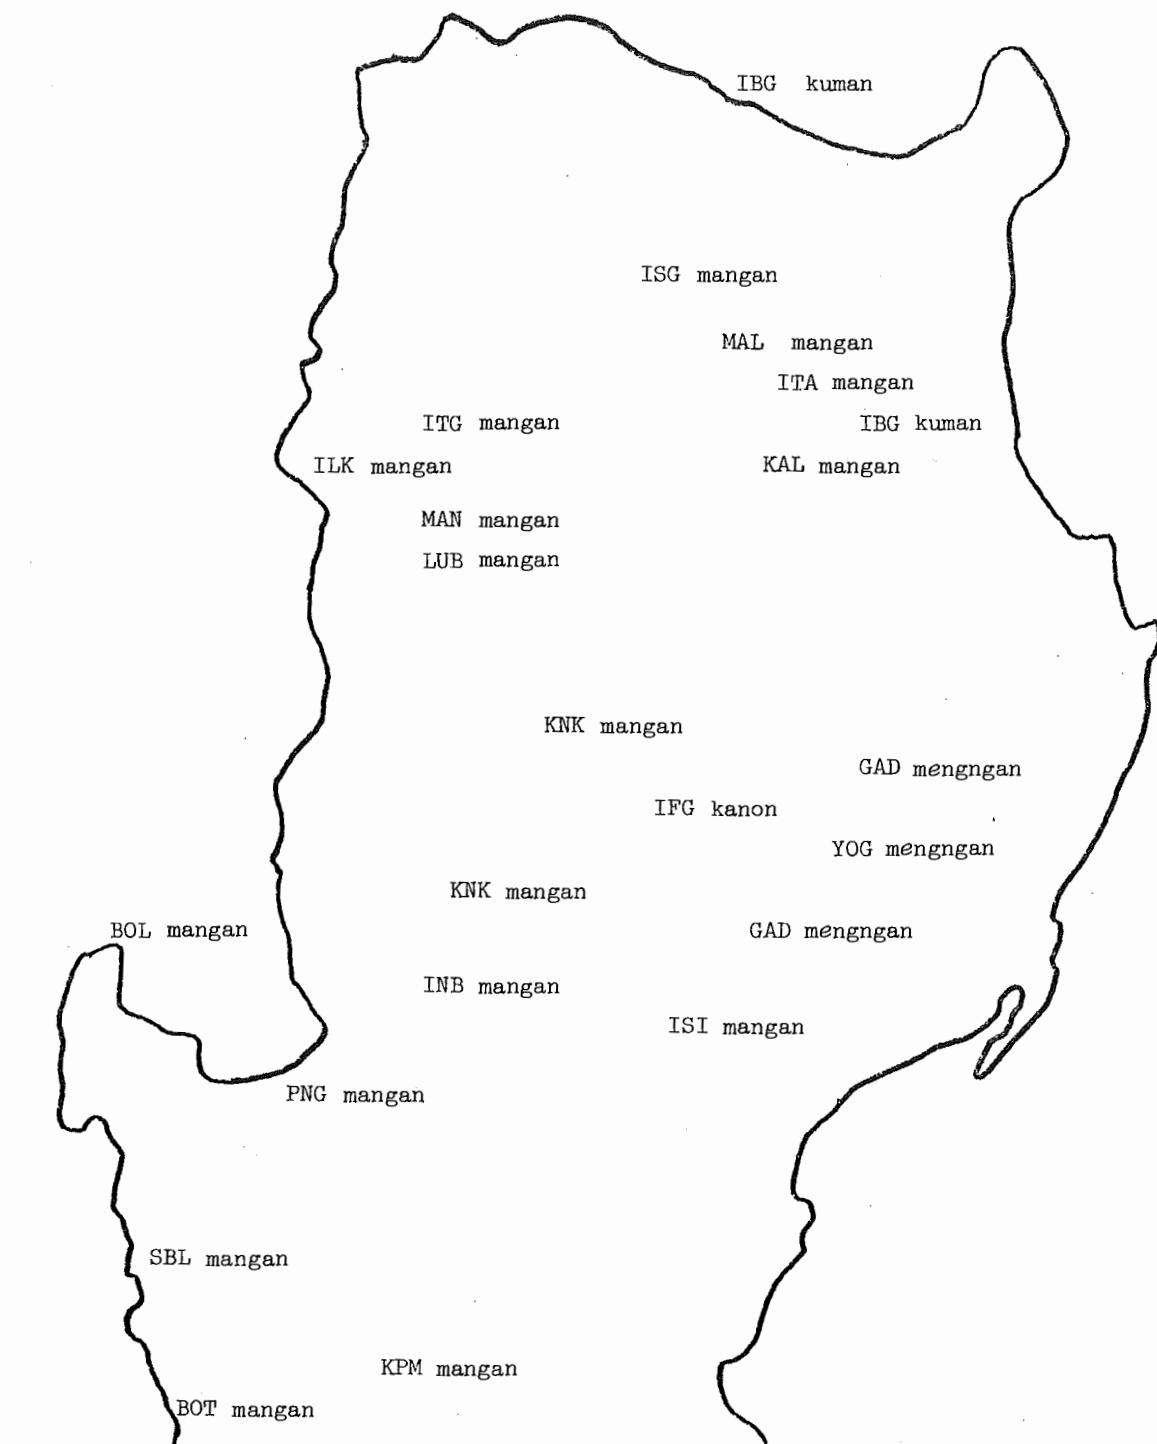 IBG kuman
ISG mangan
MAL mangan
ITA mangan
ITG mangan
IBG kuman
ILK mangan
KAL mangan
MAN mangan
LUB mangan
KNK mangan
GAD mengngan
IFG kanon
YOG mengngan
KNK mangan
BOL mangan
GAD mengngan
INB mangan
ISI mangan
PNG mangan
SBL mangan
KPM mangan
BOT mangan